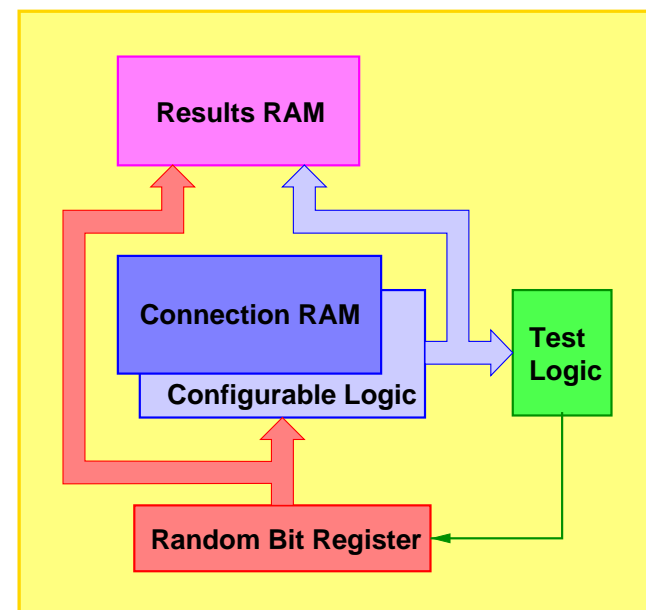 Results RAM
Connection RAM
Test
Logic
Configurable Logic
Random Bit Register